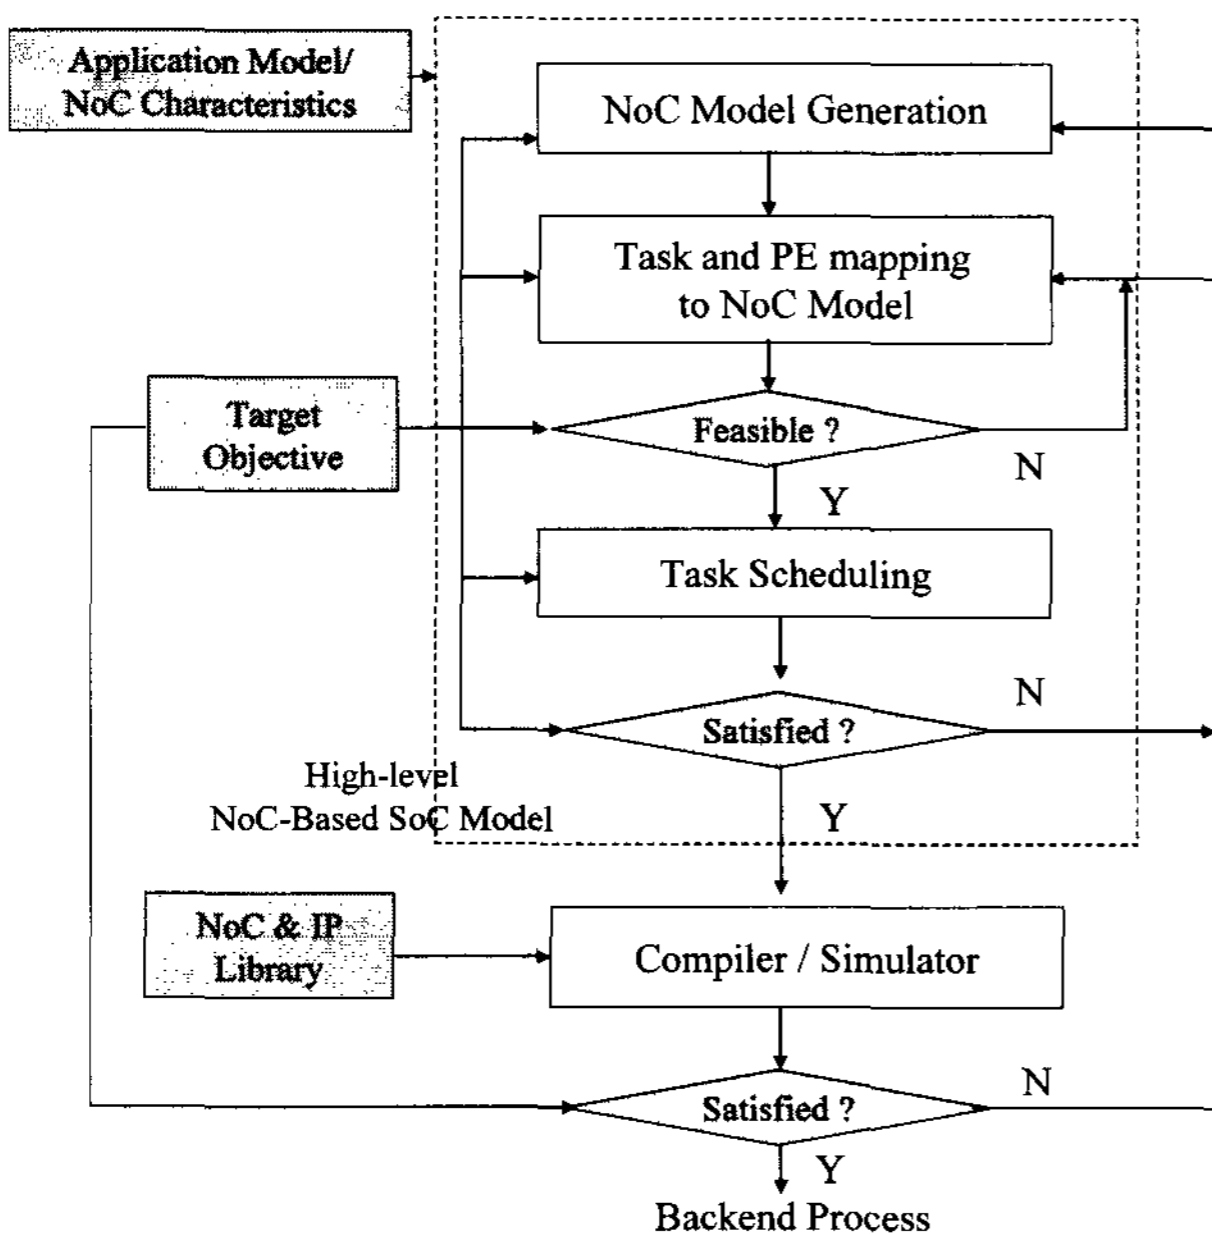 Application Model/
NoC Characteristics
NoC Model Generation
Task and PE mapping
to NoC Model
Target
Objective
Feasible ?
N
Y
Task Scheduling
N
Satisfied ?
High-level
NoC-Based SoC Model
Y
NoC & IP
Library
Compiler / Simulator
N
Satisfied ?
Y
Backend Process